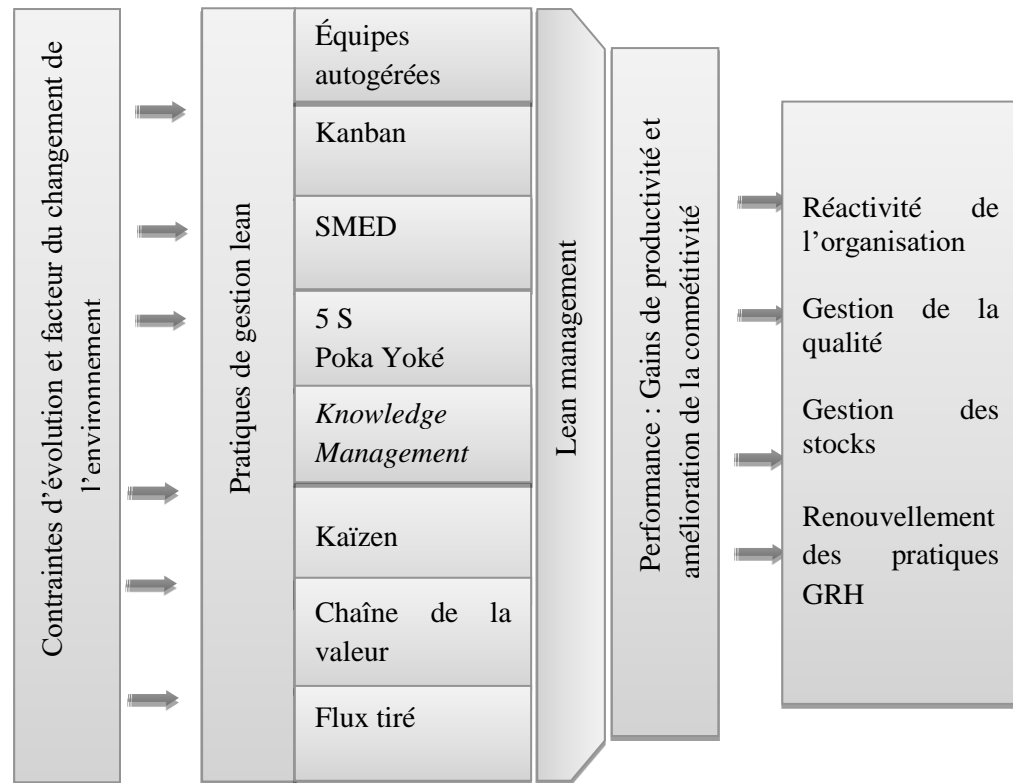 Contraintes d’évolution et facteur du changement de
l’environnement
Pratiques de gestion lean
Équipes
autogérées
Kanban
SMED
5 S
Poka Yoké
Knowledge
Management
Kaïzen
Chaîne de la
valeur
Flux tiré
Lean management
Performance : Gains de productivité et
amélioration de la compétitivité
Réactivité de
l’organisation
Gestion de la
qualité
Gestion des
stocks
Renouvellement
des pratiques
GRH